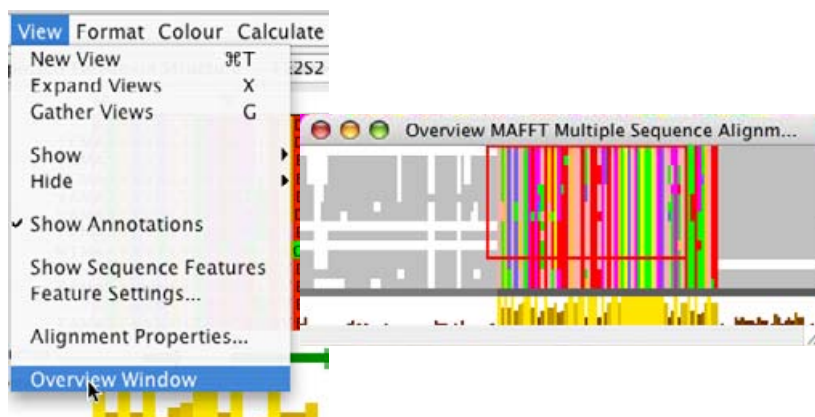 View Format Colour Calculate
New View ⌘T
2S2
Expand Views X
Gather Views G
Show
Hide
Show Annotations
Show Sequence Features
Feature Settings...
Alignment Properties...
Overview Window
Overview MAFFT Multiple Sequence Alignm...